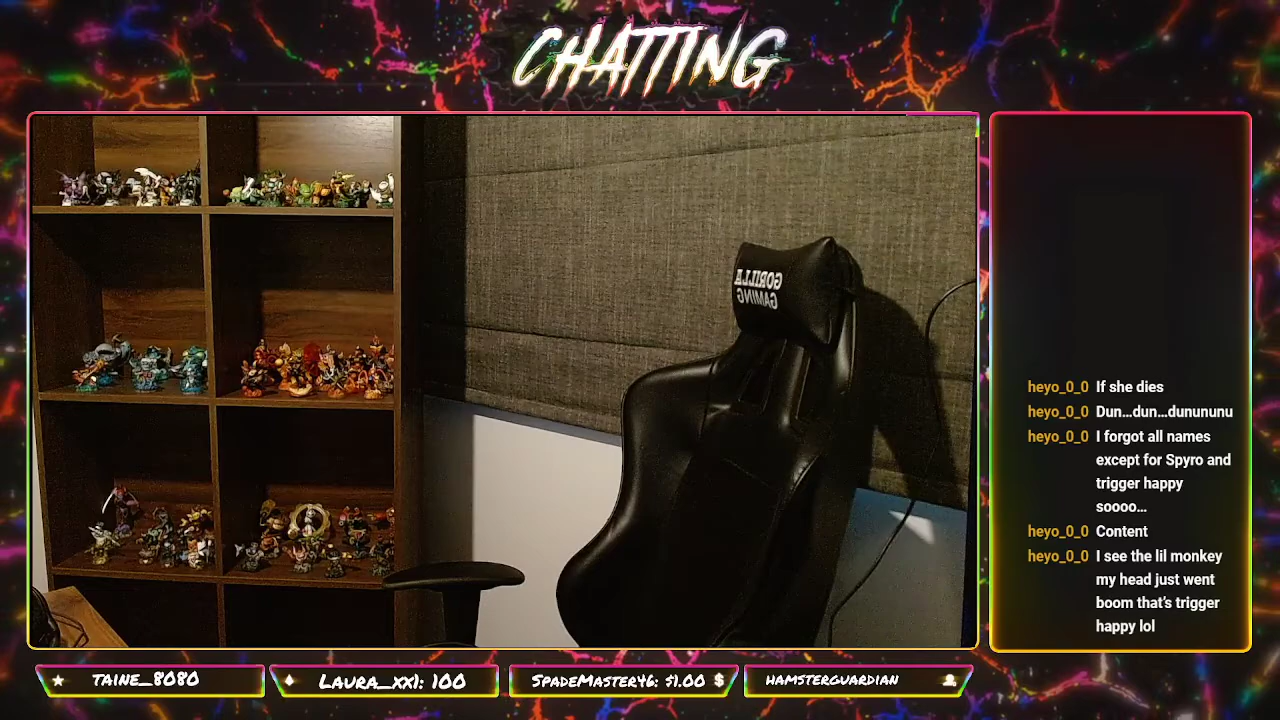 CHATTING
GORILLA
GAMING
heyo_0_0 If she dies
heyo_0_0 Dun...dun...dunununu
heyo_0_0 I forgot all names
except for Spyro and
trigger happy
soooo...
heyo_0_0 Content
heyo_0_0 I see the lil monkey
my head just went
boom that's trigger
happy lol
TAINE_8080
LAURA_XX1: 100
SPADEMASTER46: $1.00 $
HAMSTERGUARDIAN